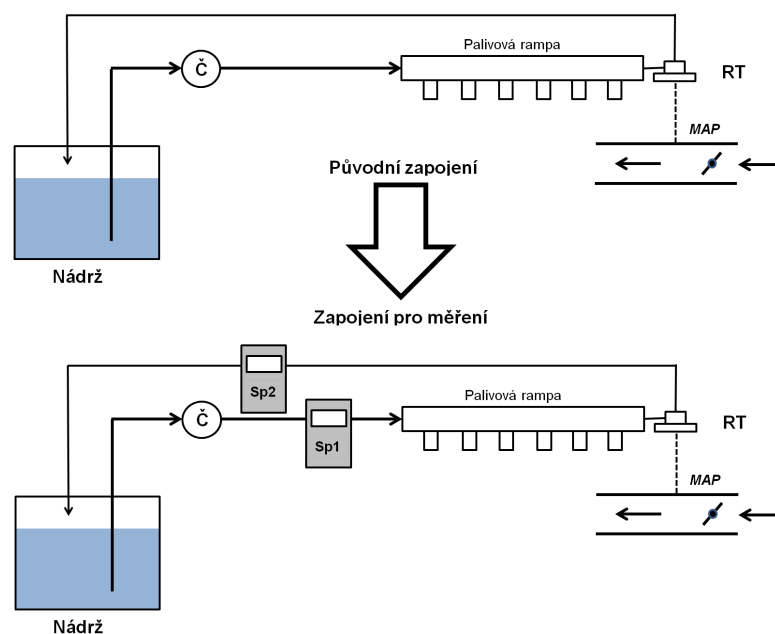 Palivová rampa
Č
RT
MAP
Původní zapojení
Nádrž
Zapojení pro měření
Sp2
Palivová rampa
Č
Sp1
RT
MAP
Nádrž